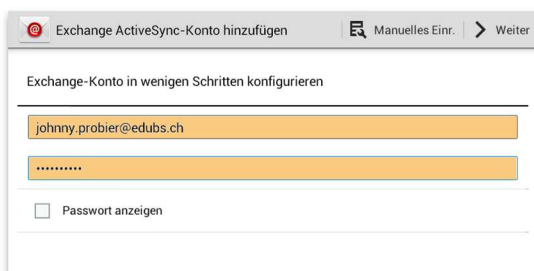 Exchange ActiveSync-Konto hinzufügen Manuelles Einr. Weiter
Exchange-Konto in wenigen Schritten konfigurieren
johnny.probier@edubs.ch
••••••••••
Passwort anzeigen